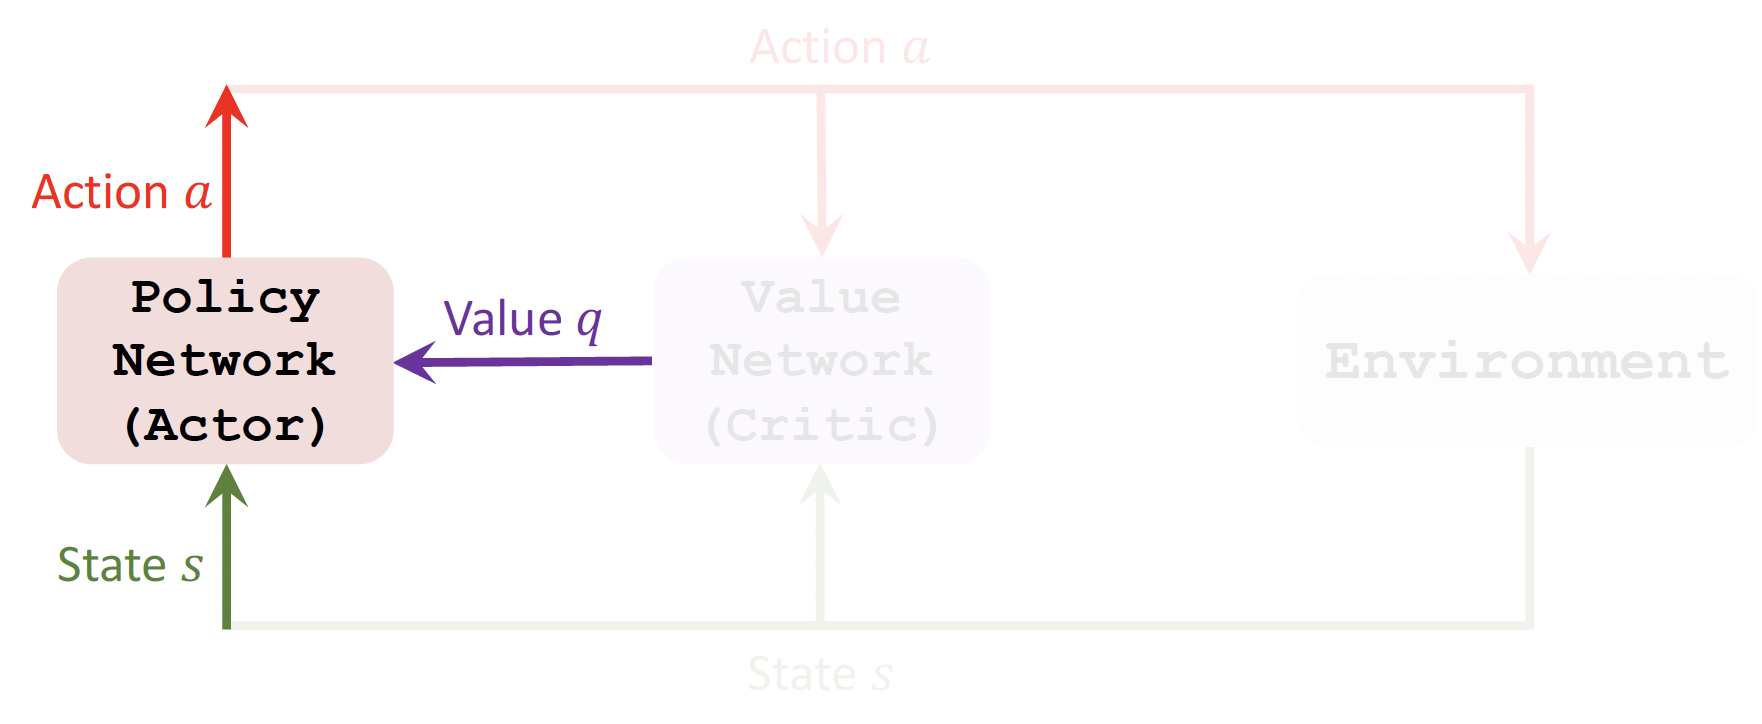 Action a
Action a
Policy
Network
(Actor)
Value q
Value
Network
(Critic)
Environment
State s
State s